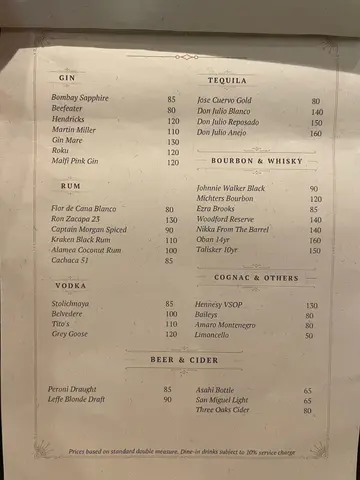 GIN
Bombay Sapphire 85
Beefeater 80
Hendricks 120
Martin Miller 110
Gin Mare 130
Roku 120
Malfi Pink Gin 120
RUM
Flor de Cana Blanco 80
Ron Zacapa 23 130
Captain Morgan Spiced 90
Kraken Black Rum 110
Alamea Coconut Rum 100
Cachaca 51 85
VODKA
Stolichnaya 85
Belvedere 100
Tito's 110
Grey Goose 120
TEQUILA
Jose Cuervo Gold 80
Don Julio Blanco 140
Don Julio Reposado 150
Don Julio Anejo 160
BOURBON & WHISKY
Johnnie Walker Black 90
Michters Bourbon 120
Ezra Brooks 85
Woodford Reserve 140
Nikka From The Barrel 140
Oban 14yr 160
Talisker 10yr 150
COGNAC & OTHERS
Hennesy VSOP 130
Baileys 80
Amaro Montenegro 80
Limoncello 50
BEER & CIDER
Peroni Draught 85
Leffe Blonde Draft 90
Asahi Bottle 65
San Miguel Light 65
Three Oaks Cider 80
Prices based on standard double measure, Dine-in drinks subject to 10% service charge